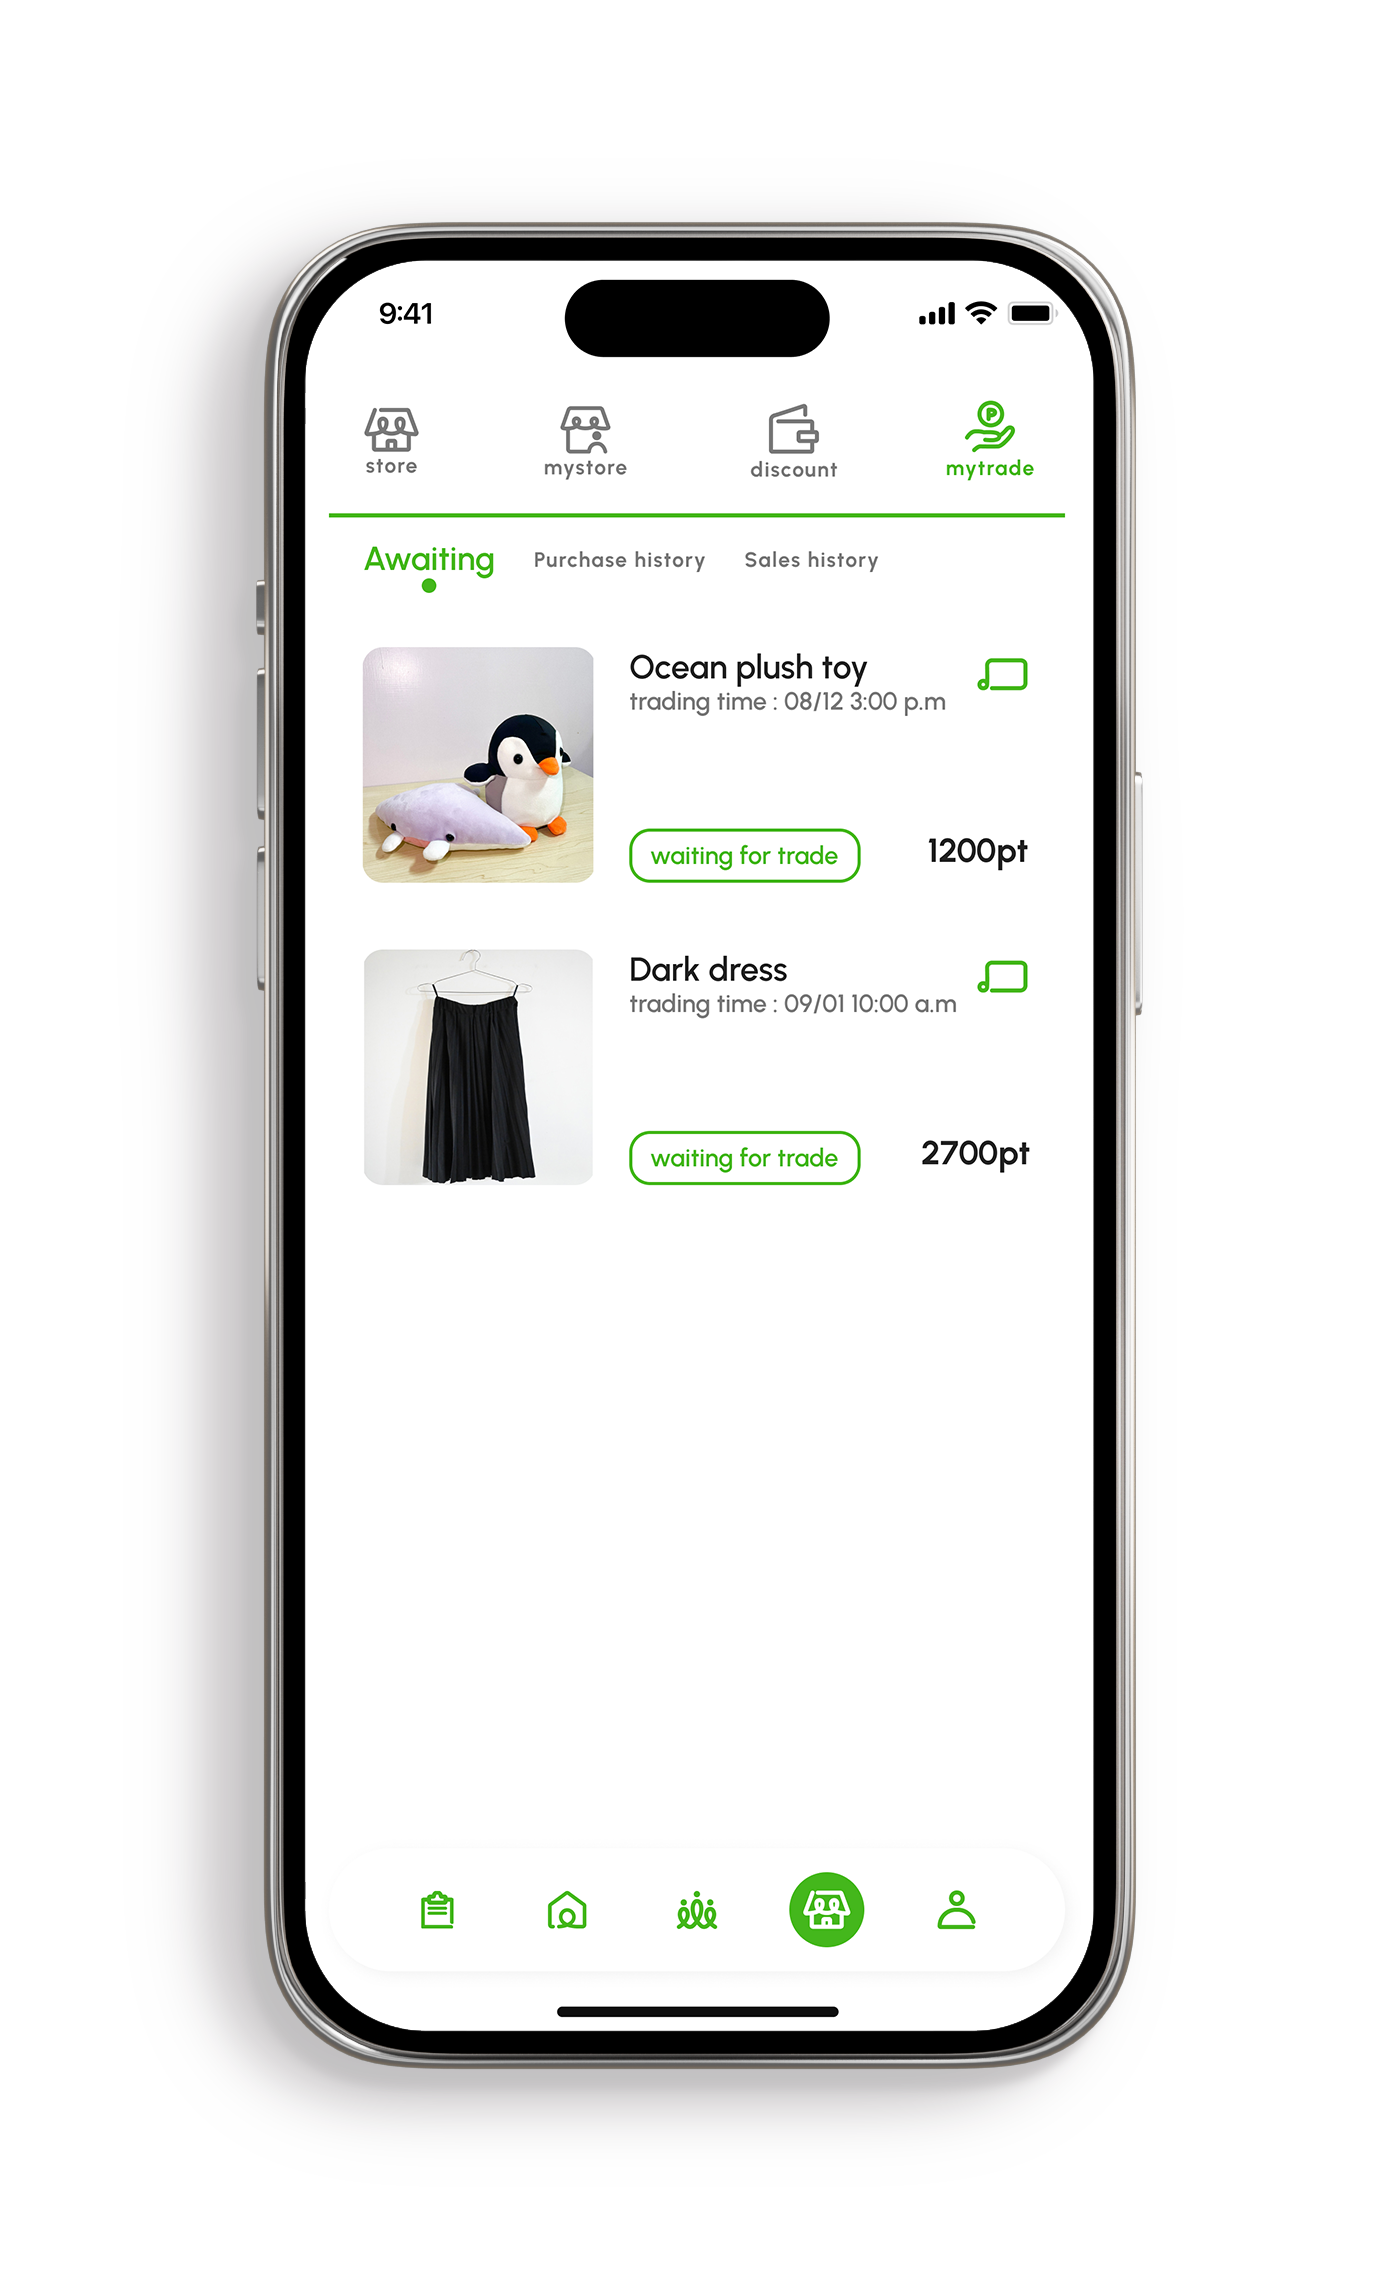 9:41
store
mystore
discount
P
mytrade
Awaiting
Purchase history
Sales history
Ocean plush toy
trading time : 08/12 3:00 p.m
waiting for trade
1200pt
Dark dress
trading time : 09/01 10:00 a.m
waiting for trade
2700pt